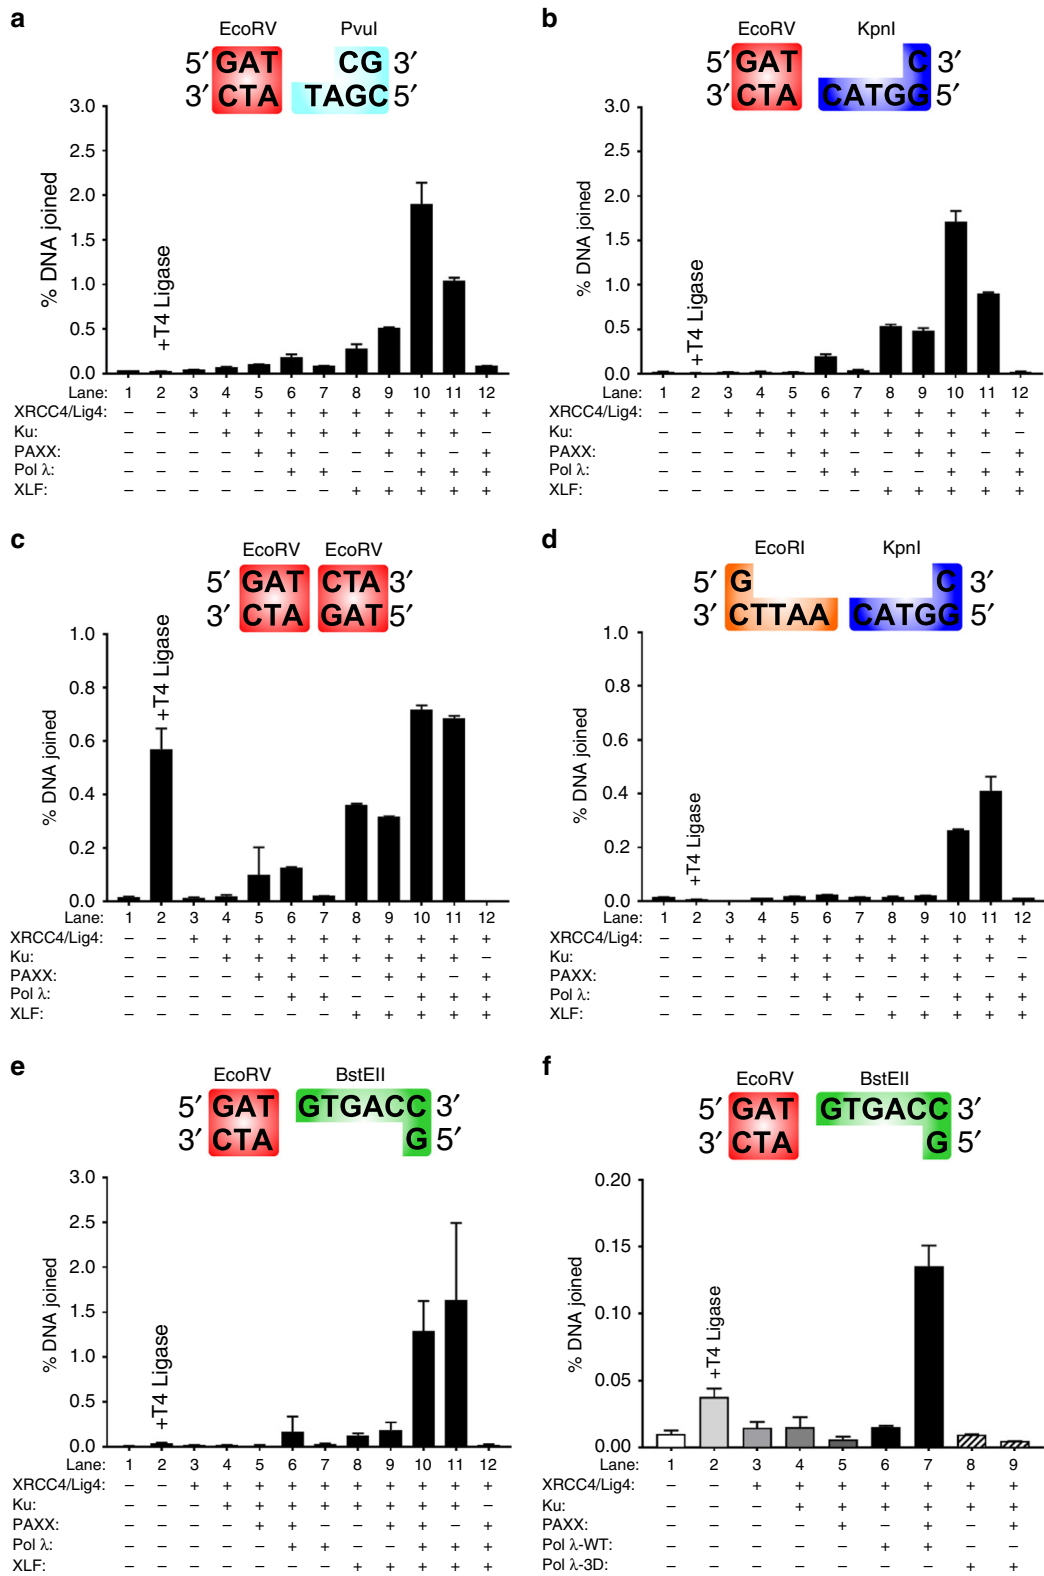 a
EcoRV PvuI
5′ GAT CG 3′
3′ CTA TAGC 5′
% DNA joined
3.0
2.5
2.0
1.0
0.5
0.0
+T4 Ligase
Lane: 1 2 3 4 5 6 7 8 9 10 11 12
XRCC4/Lig4: – – + + + + + + + + + +
Ku: – – – + + + + + + + + –
PAXX: – – – – + + – – + + – +
Pol λ: – – – – – + + – – + + +
XLF: – – – – – – – + + + + +
b
EcoRV KpnI
5′ GAT C 3′
3′ CTA CATGG 5′
% DNA joined
3.0
2.5
2.0
1.5
1.0
0.5
0.0
+T4 Ligase
Lane: 1 2 3 4 5 6 7 8 9 10 11 12
XRCC4/Lig4: – – + + + + + + + + + +
Ku: – – – + + + + + + + + –
PAXX: – – – – + + – – + + – +
Pol λ: – – – – – + + – – + + +
XLF: – – – – – – – + + + + +
c
EcoRV EcoRV
5′ GAT CTA 3′
3′ CTA GAT 5′
% DNA joined
1.0
0.8
0.6
0.4
0.2
0.0
+T4 Ligase
Lane: 1 2 3 4 5 6 7 8 9 10 11 12
XRCC4/Lig4: – – + + + + + + + + + +
Ku: – – – + + + + + + + + –
PAXX: – – – – + + – – + + – +
Pol λ: – – – – – + + – – + + +
XLF: – – – – – – – + + + + +
d
EcoRI KpnI
5′ G C 3′
3′ CTTAA CATGG 5′
% DNA joined
1.0
0.8
0.6
0.4
0.2
0.0
+T4 Ligase
Lane: 1 2 3 4 5 6 7 8 9 10 11 12
XRCC4/Lig4: – – + + + + + + + + + +
Ku: – – – + + + + + + + + –
PAXX: – – – – + + – – + + – +
Pol λ: – – – – – + + – – + + +
XLF: – – – – – – – + + + + +
e
EcoRV BstEII
5′ GAT GTGACC 3′
3′ CTA G 5′
% DNA joined
3.0
2.5
2.0
1.5
1.0
0.5
0.0
+T4 Ligase
Lane: 1 2 3 4 5 6 7 8 9 10 11 12
XRCC4/Lig4: – – + + + + + + + + + +
Ku: – – – + + + + + + + + –
PAXX: – – – – + + – – + + – +
Pol λ: – – – – – + + – – + + +
XLF: – – – – – – – + + + + +
f
EcoRV BstEII
5′ GAT GTGACC 3′
3′ CTA G 5′
% DNA joined
0.20
0.15
0.10
0.05
0.00
+T4 Ligase
Lane: 1 2 3 4 5 6 7 8 9
XRCC4/Lig4: – – + + + + + + +
Ku: – – – + + + + + +
PAXX: – – – – + – + – +
Pol λ-WT: – – – – – + + – –
Pol λ-3D: – – – – – – – + +